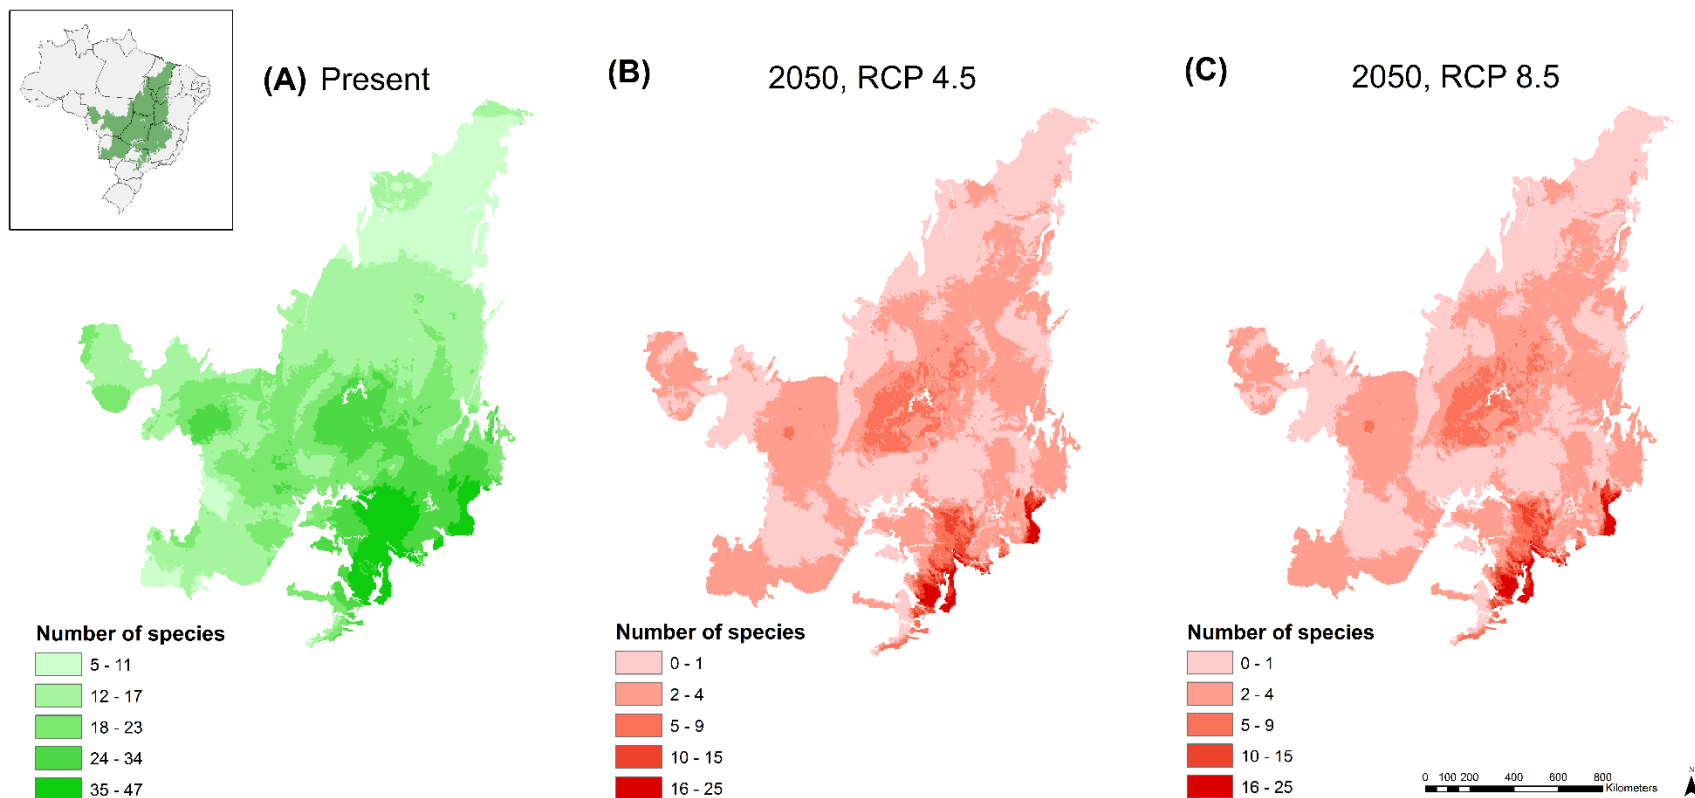 (A) Present
(B) 2050, RCP 4.5
(C) 2050, RCP 8.5
Number of species
5 - 11
12 - 17
18 - 23
24 - 34
35 - 47
Number of species
0 - 1
2 - 4
5 - 9
10 - 15
16 - 25
Number of species
0 - 1
2 - 4
5 - 9
10 - 15
16 - 25
0 100 200 400 600 800
Kilometers
N